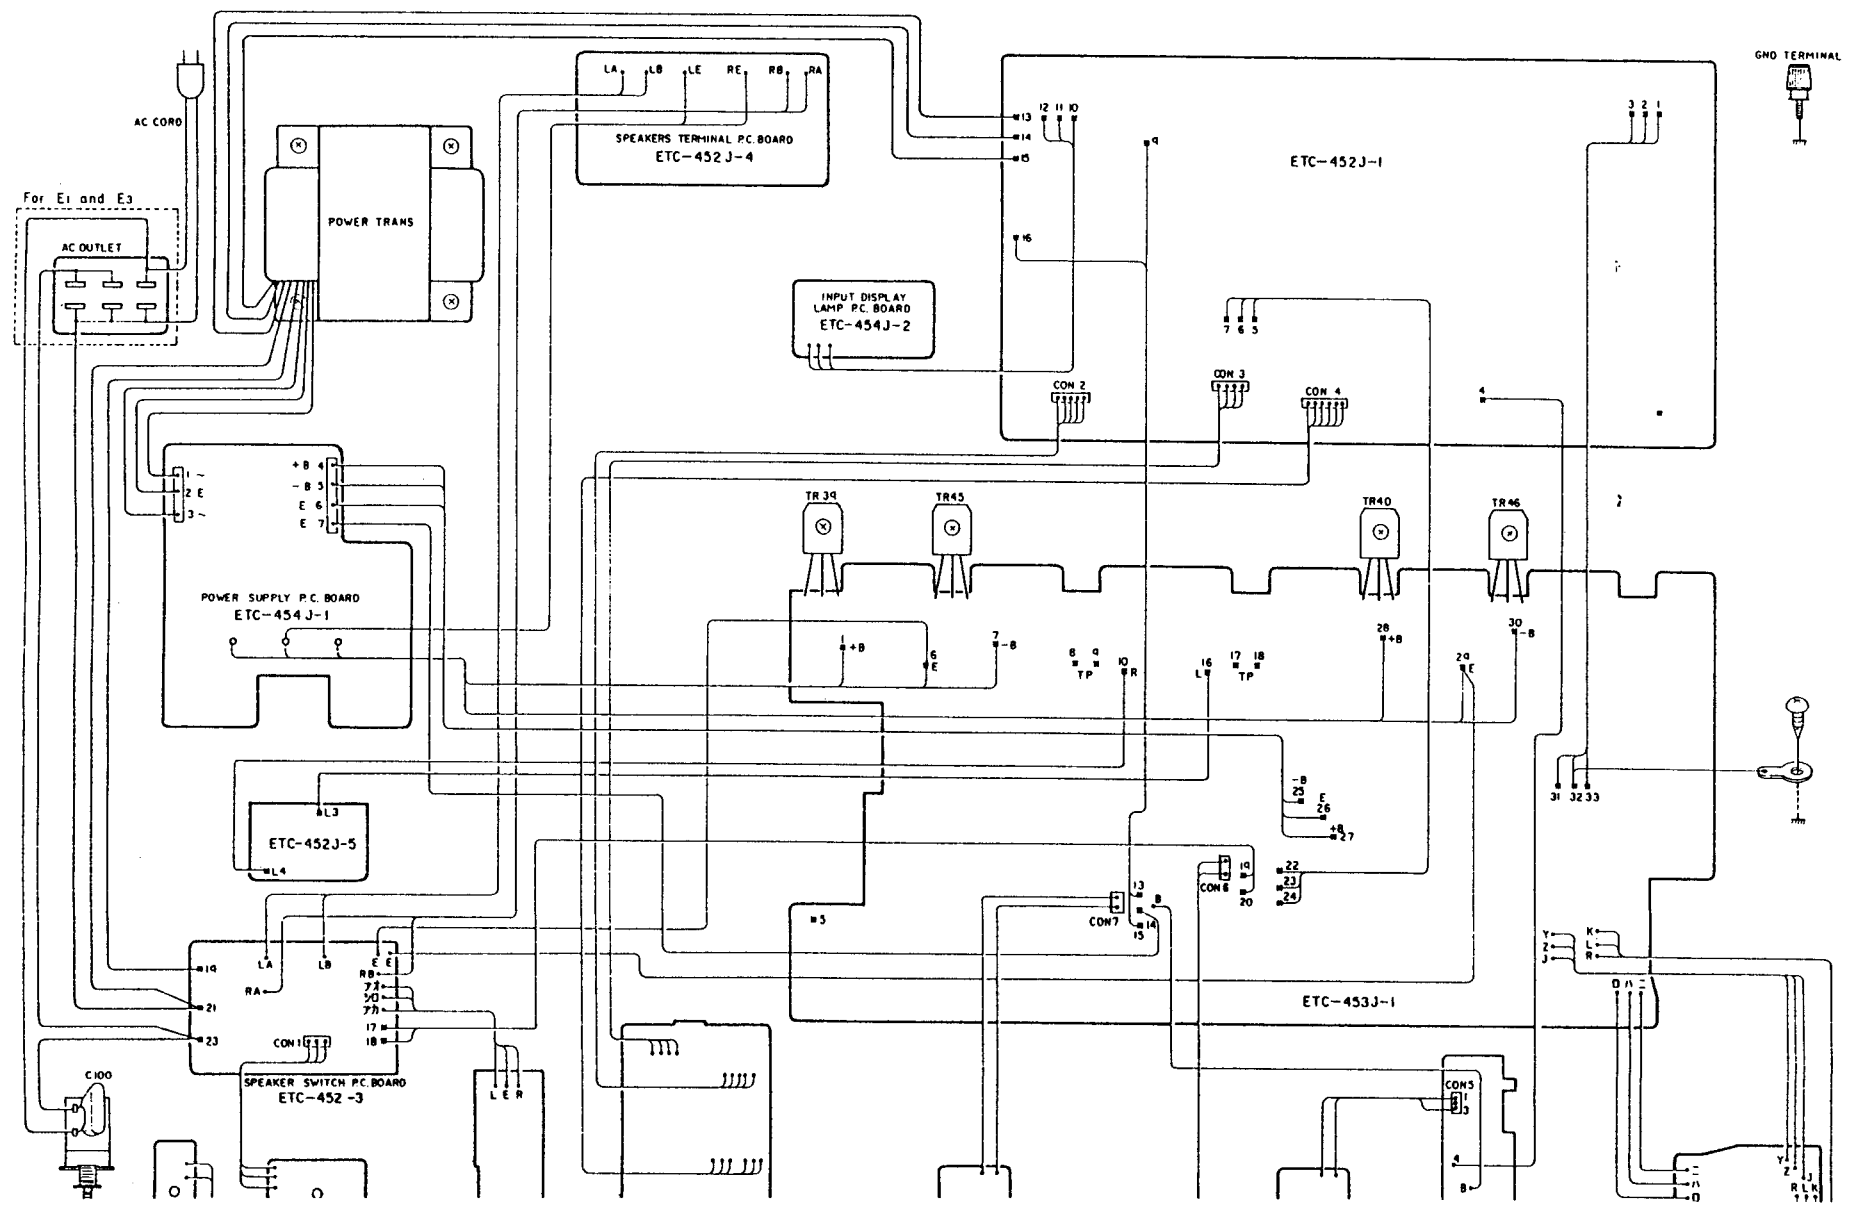 GND TERMINAL
AC CORD
LA LB LE RE RB RA
SPEAKERS TERMINAL P.C.BOARD
ETC-452J-4
13 12 11 10
14
15
9
ETC-452J-1
3 2 1
16
For E1 and E3
AC OUTLET
POWER TRANS
INPUT DISPLAY
LAMP P.C.BOARD
ETC-454J-2
7 6 5
CON 2
CON 3
CON 4
4
1 ~
2 E
3 ~
+B 4
-B 5
E 6
E 7
TR39
TR45
TR40
TR46
POWER SUPPLY P.C.BOARD
ETC-454J-1
1 +B
6 E
7 -B
8 9
TP
10 R
16 L
17 18
TP
28 +B
29 E
30 -B
L3
ETC-452J-5
L4
-B
25
E
26
+B
27
31 32 33
CON6
19
20
22
23
24
CON7
13
B
14
15
5
Y
Z
J
K
L
R
ロ ハ ニ
ETC-453J-1
LA
LB
E E
RB
RA
アオ
シロ
アカ
17
18
19
21
23
CON1
SPEAKER SWITCH P.C.BOARD
ETC-452-3
C100
L E R
CON5
1
3
4
B
ニ
ハ
ロ
Y
Z
J
R L K